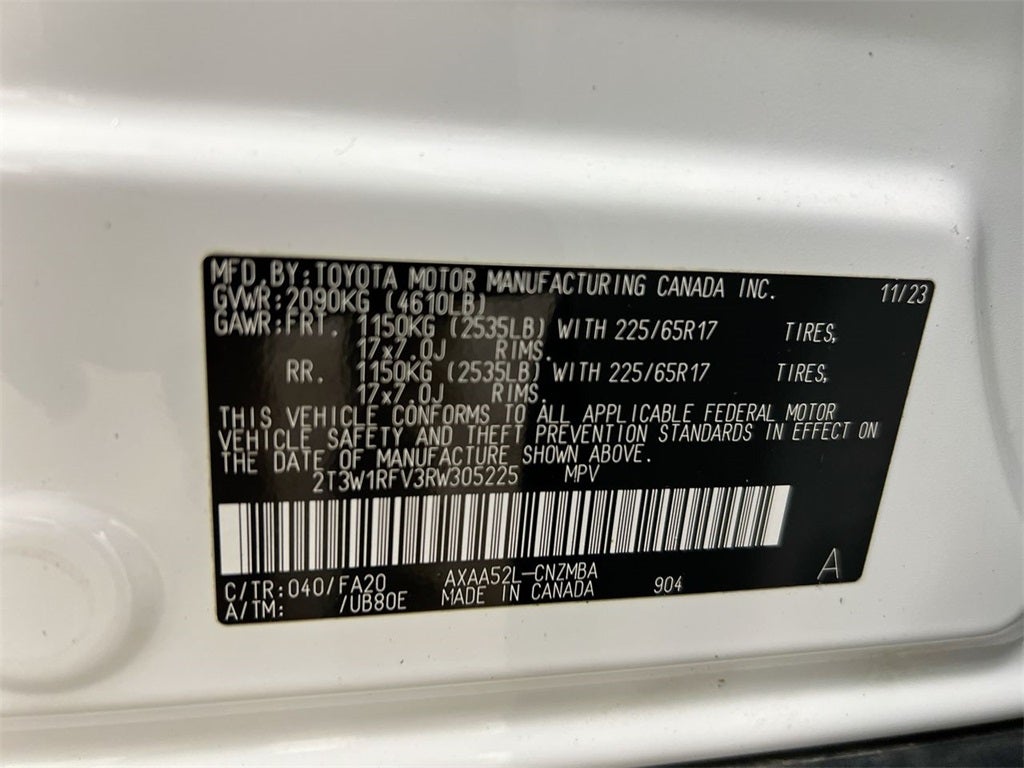 MFD.BY:TOYOTA MOTOR MANUFACTURING CANADA INC. 11/23
GVWR:2090KG (4610LB)
GAWR:FRT. 1150KG (2535LB) WITH 225/65R17 TIRES,
17x7.0J RIMS.
RR. 1150KG (2535LB) WITH 225/65R17 TIRES,
17x7.0J RIMS.
THIS VEHICLE CONFORMS TO ALL APPLICABLE FEDERAL MOTOR
VEHICLE SAFETY AND THEFT PREVENTION STANDARDS IN EFFECT ON
THE DATE OF MANUFACTURE SHOWN ABOVE.
2T3W1RFV3RW305225 MPV
C/TR:040/FA20 AXAA52L-CNZMBA 904 A
A/TM: /UB80E MADE IN CANADA